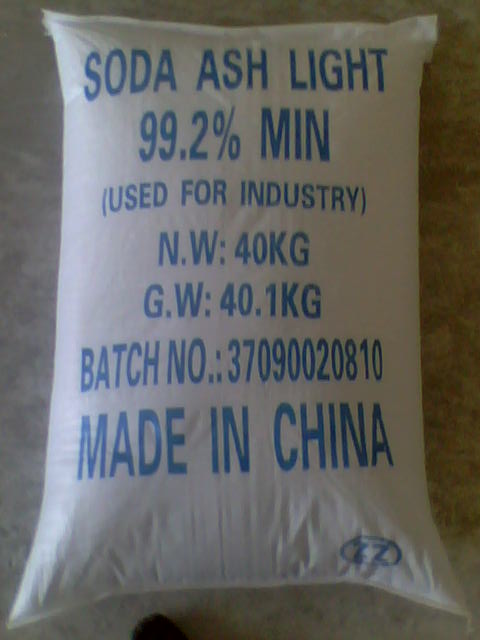 SODA ASH LIGHT
99.2% MIN
(USED FOR INDUSTRY)
N.W: 40KG
G.W: 40.1KG
BATCH NO.: 37090020810
MADE IN CHINA